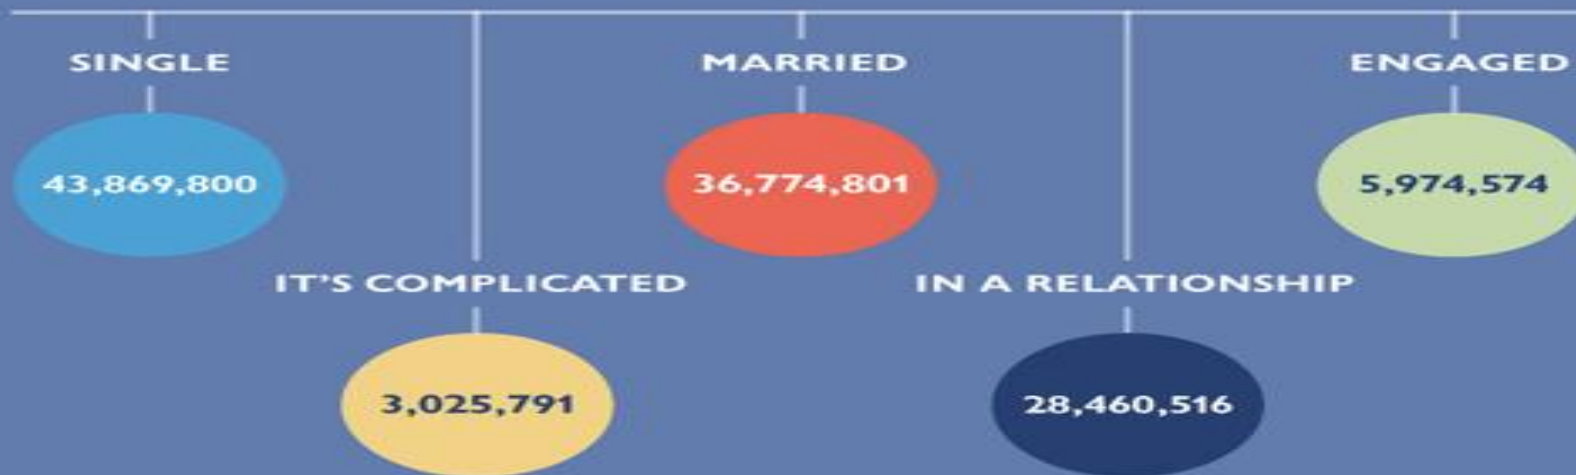 SINGLE
MARRIED
ENGAGED
43,869,800
36,774,801
5,974,574
IT'S COMPLICATED
IN A RELATIONSHIP
3,025,791
28,460,516